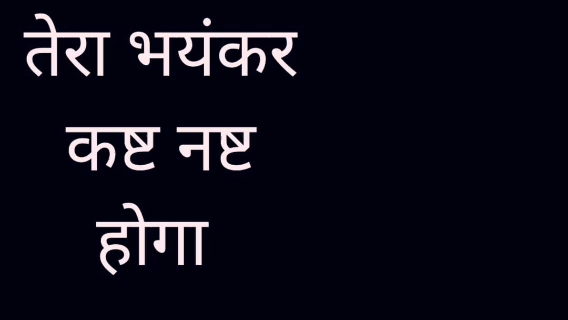 तेरा भयंकर
कष्ट नष्ट
होगा